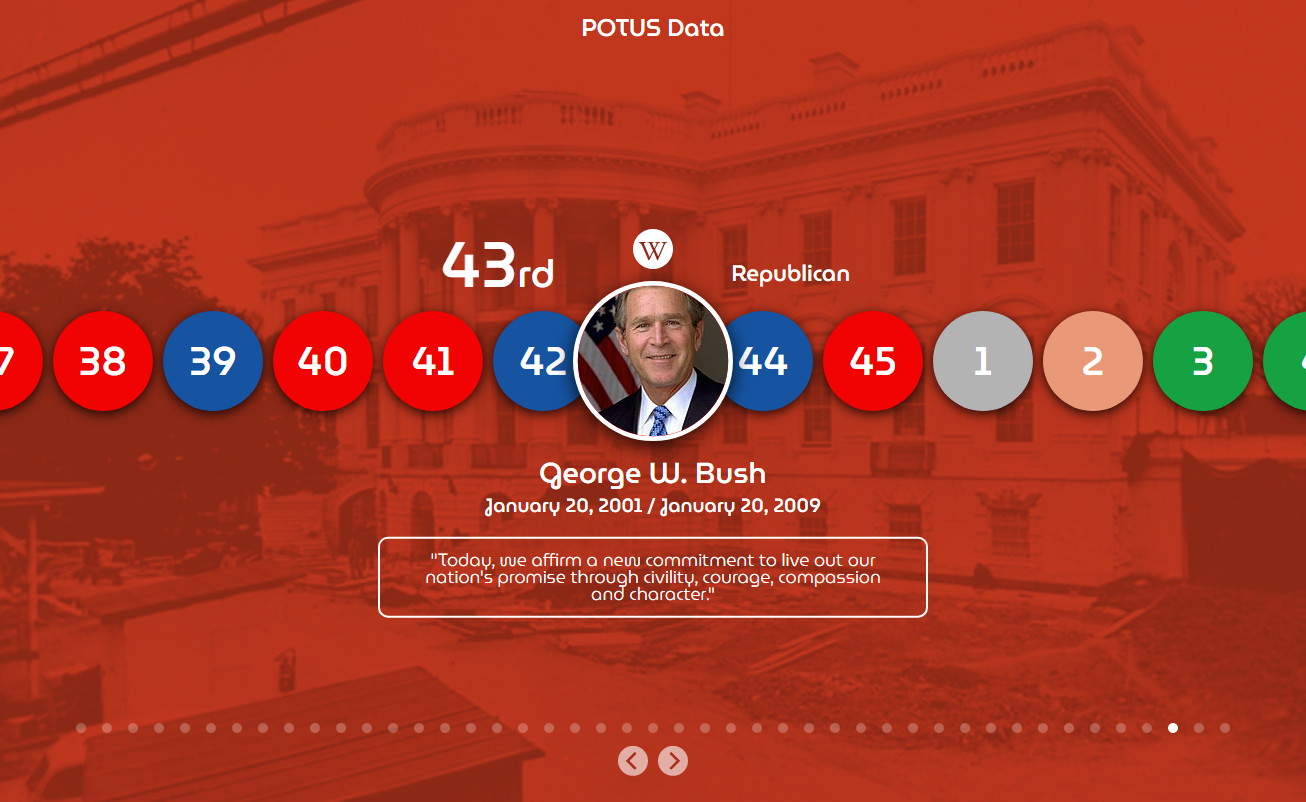 POTUS Data
43rd
W
Republican
7
38
39
40
41
42
44
45
1
2
3
George W. Bush
January 20, 2001 / January 20, 2009
"Today, we affirm a new commitment to live out our
nation's promise through civility, courage, compassion
and character."